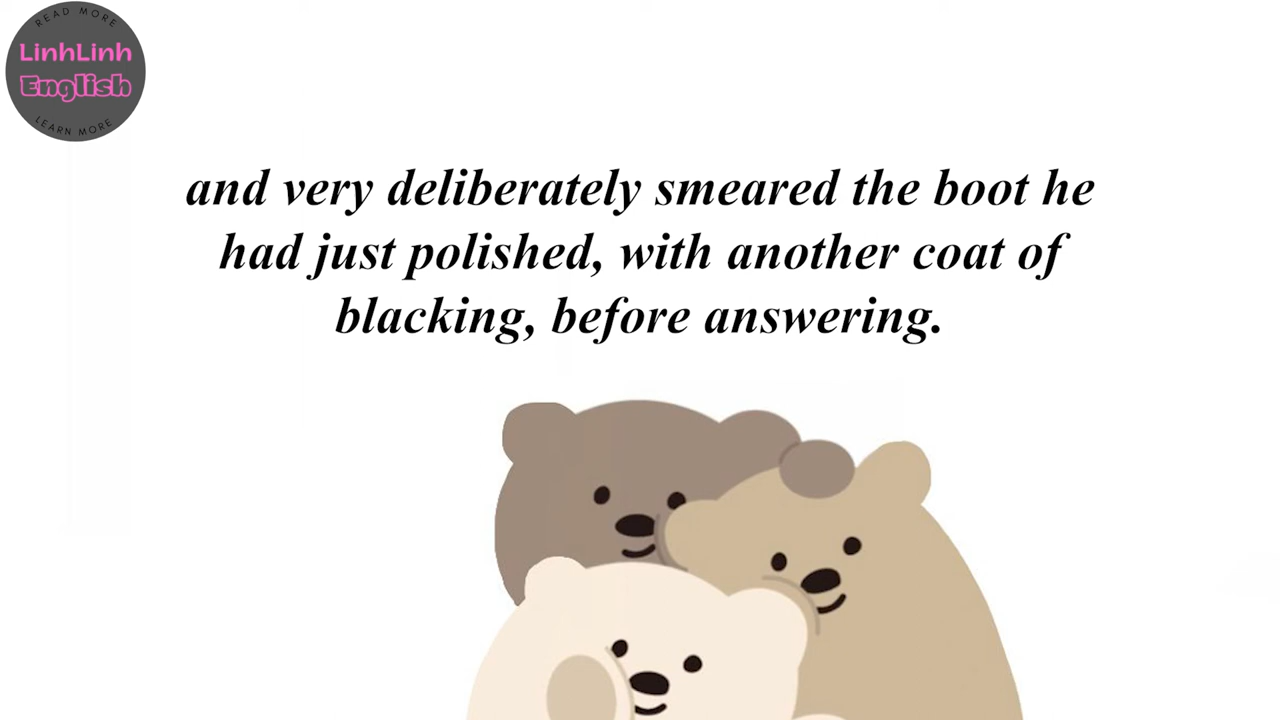 READ MORE
LinhLinh
English
LEARN MORE
and very deliberately smeared the boot he
had just polished, with another coat of
blacking, before answering.